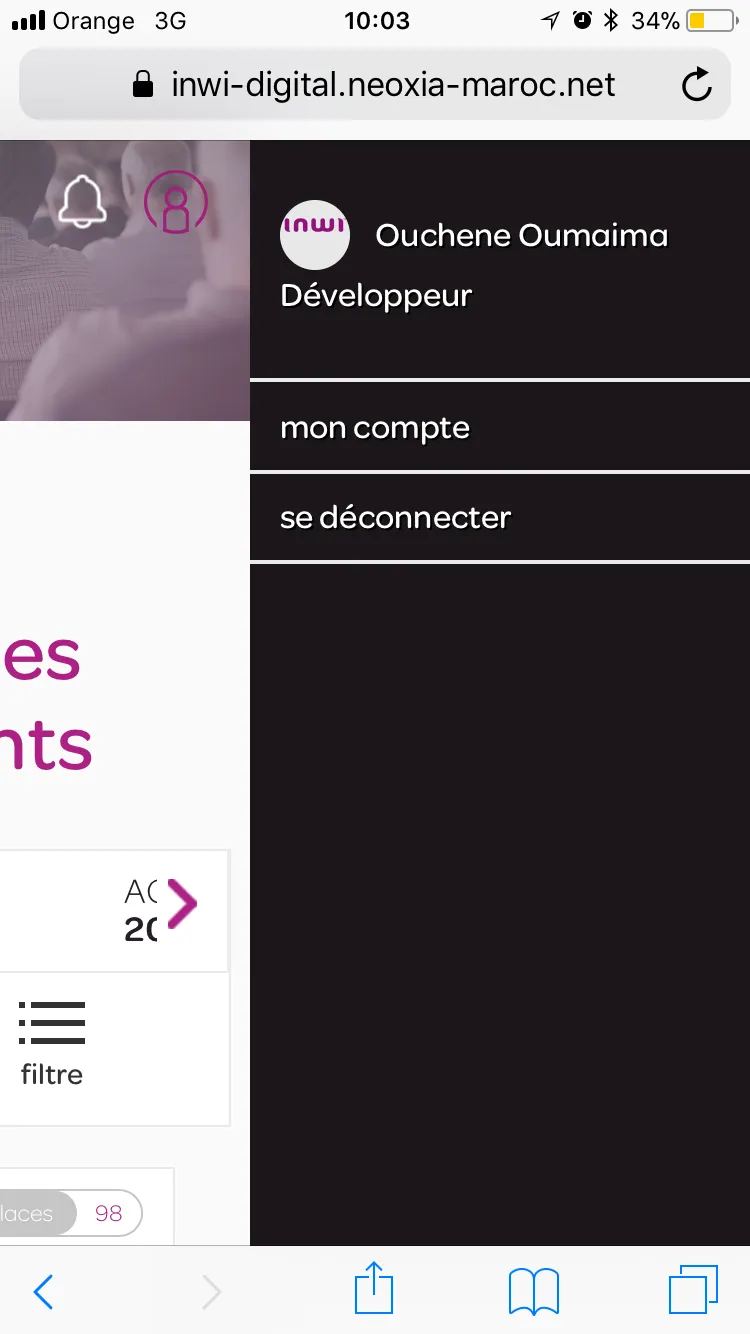 Orange 3G 10:03 34%
inwi-digital.neoxia-maroc.net
inwi Ouchene Oumaima
Développeur
mon compte
se déconnecter
es
nts
20
filtre
laces 98